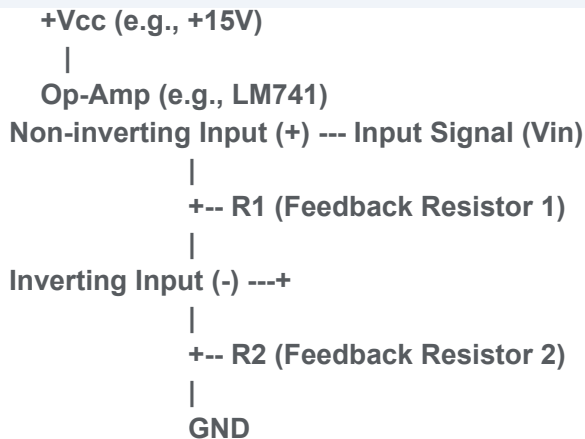 +Vcc (e.g., +15V)
|
Op-Amp (e.g., LM741)
Non-inverting Input (+) --- Input Signal (Vin)
|
+-- R1 (Feedback Resistor 1)
|
Inverting Input (-) ---+
|
+-- R2 (Feedback Resistor 2)
|
GND